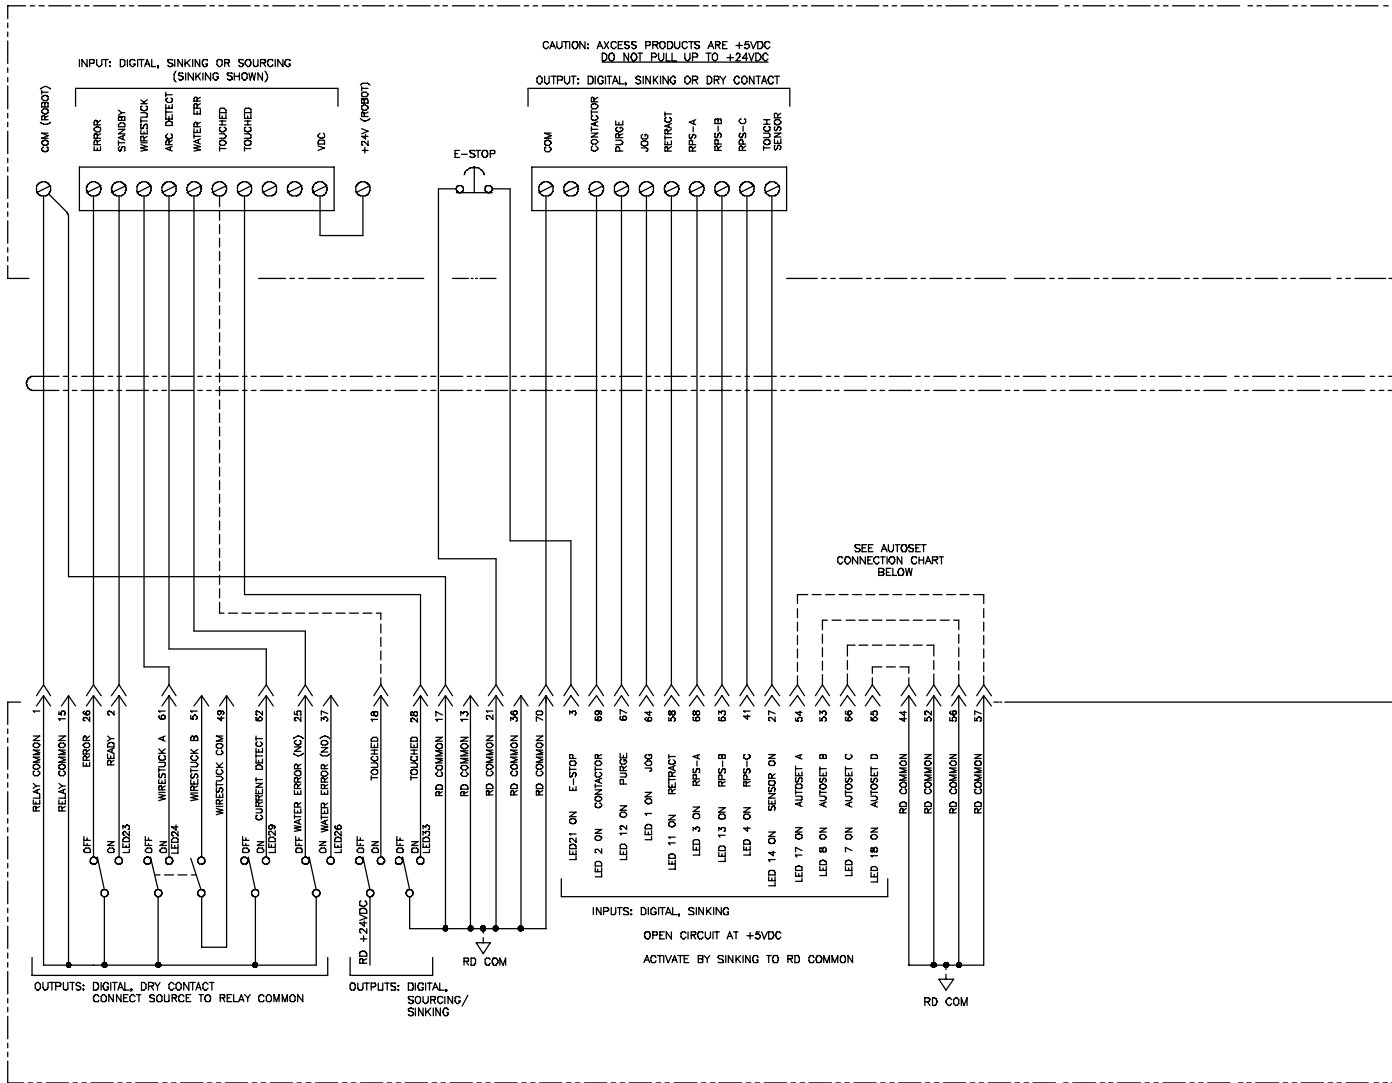 CAUTION: AXCESS PRODUCTS ARE +5VDC
DO NOT PULL UP TO +24VDC
INPUT: DIGITAL, SINKING OR SOURCING
(SINKING SHOWN)
OUTPUT: DIGITAL, SINKING OR DRY CONTACT
COM (ROBOT)
ERROR
STANDBY
WIRESTUCK
ARC DETECT
WATER ERR
TOUCHED
TOUCHED
VDC
+24V (ROBOT)
E-STOP
COM
CONTACTOR
PURGE
JOG
RETRACT
RPS-A
RPS-B
RPS-C
TOUCH
SENSOR
SEE AUTOSET
CONNECTION CHART
BELOW
1
RELAY COMMON
15
RELAY COMMON
26
ERROR
OFF
2
READY
ON
LED23
61
WIRESTUCK A
OFF
ON
LED24
51
WIRESTUCK B
49
WIRESTUCK COM
62
CURRENT DETECT
OFF
ON
LED29
25
WATER ERROR (NC)
OFF
37
WATER ERROR (NO)
ON
LED26
18
TOUCHED
OFF
ON
RD +24VDC
28
TOUCHED
OFF
ON
LED33
17
RD COMMON
13
RD COMMON
21
RD COMMON
36
RD COMMON
70
RD COMMON
3
LED21 ON E-STOP
69
LED 2 ON CONTACTOR
67
LED 12 ON PURGE
64
LED 1 ON JOG
58
LED 11 ON RETRACT
68
LED 3 ON RPS-A
63
LED 13 ON RPS-B
41
LED 4 ON RPS-C
27
LED 14 ON SENSOR ON
54
LED 17 ON AUTOSET A
53
LED 8 ON AUTOSET B
66
LED 7 ON AUTOSET C
65
LED 18 ON AUTOSET D
44
RD COMMON
52
RD COMMON
56
RD COMMON
57
RD COMMON
INPUTS: DIGITAL, SINKING
OPEN CIRCUIT AT +5VDC
ACTIVATE BY SINKING TO RD COMMON
RD COM
RD COM
OUTPUTS: DIGITAL, DRY CONTACT
CONNECT SOURCE TO RELAY COMMON
OUTPUTS: DIGITAL,
SOURCING/
SINKING